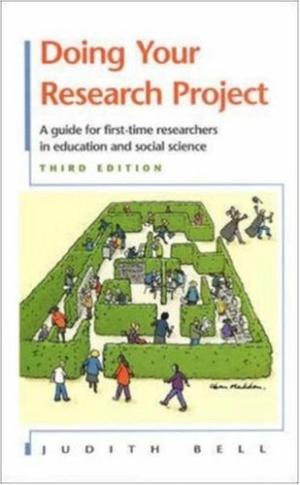 Doing Your
Research Project
A guide for first-time researchers
in education and social science
THIRD EDITION
JUDITH BELL